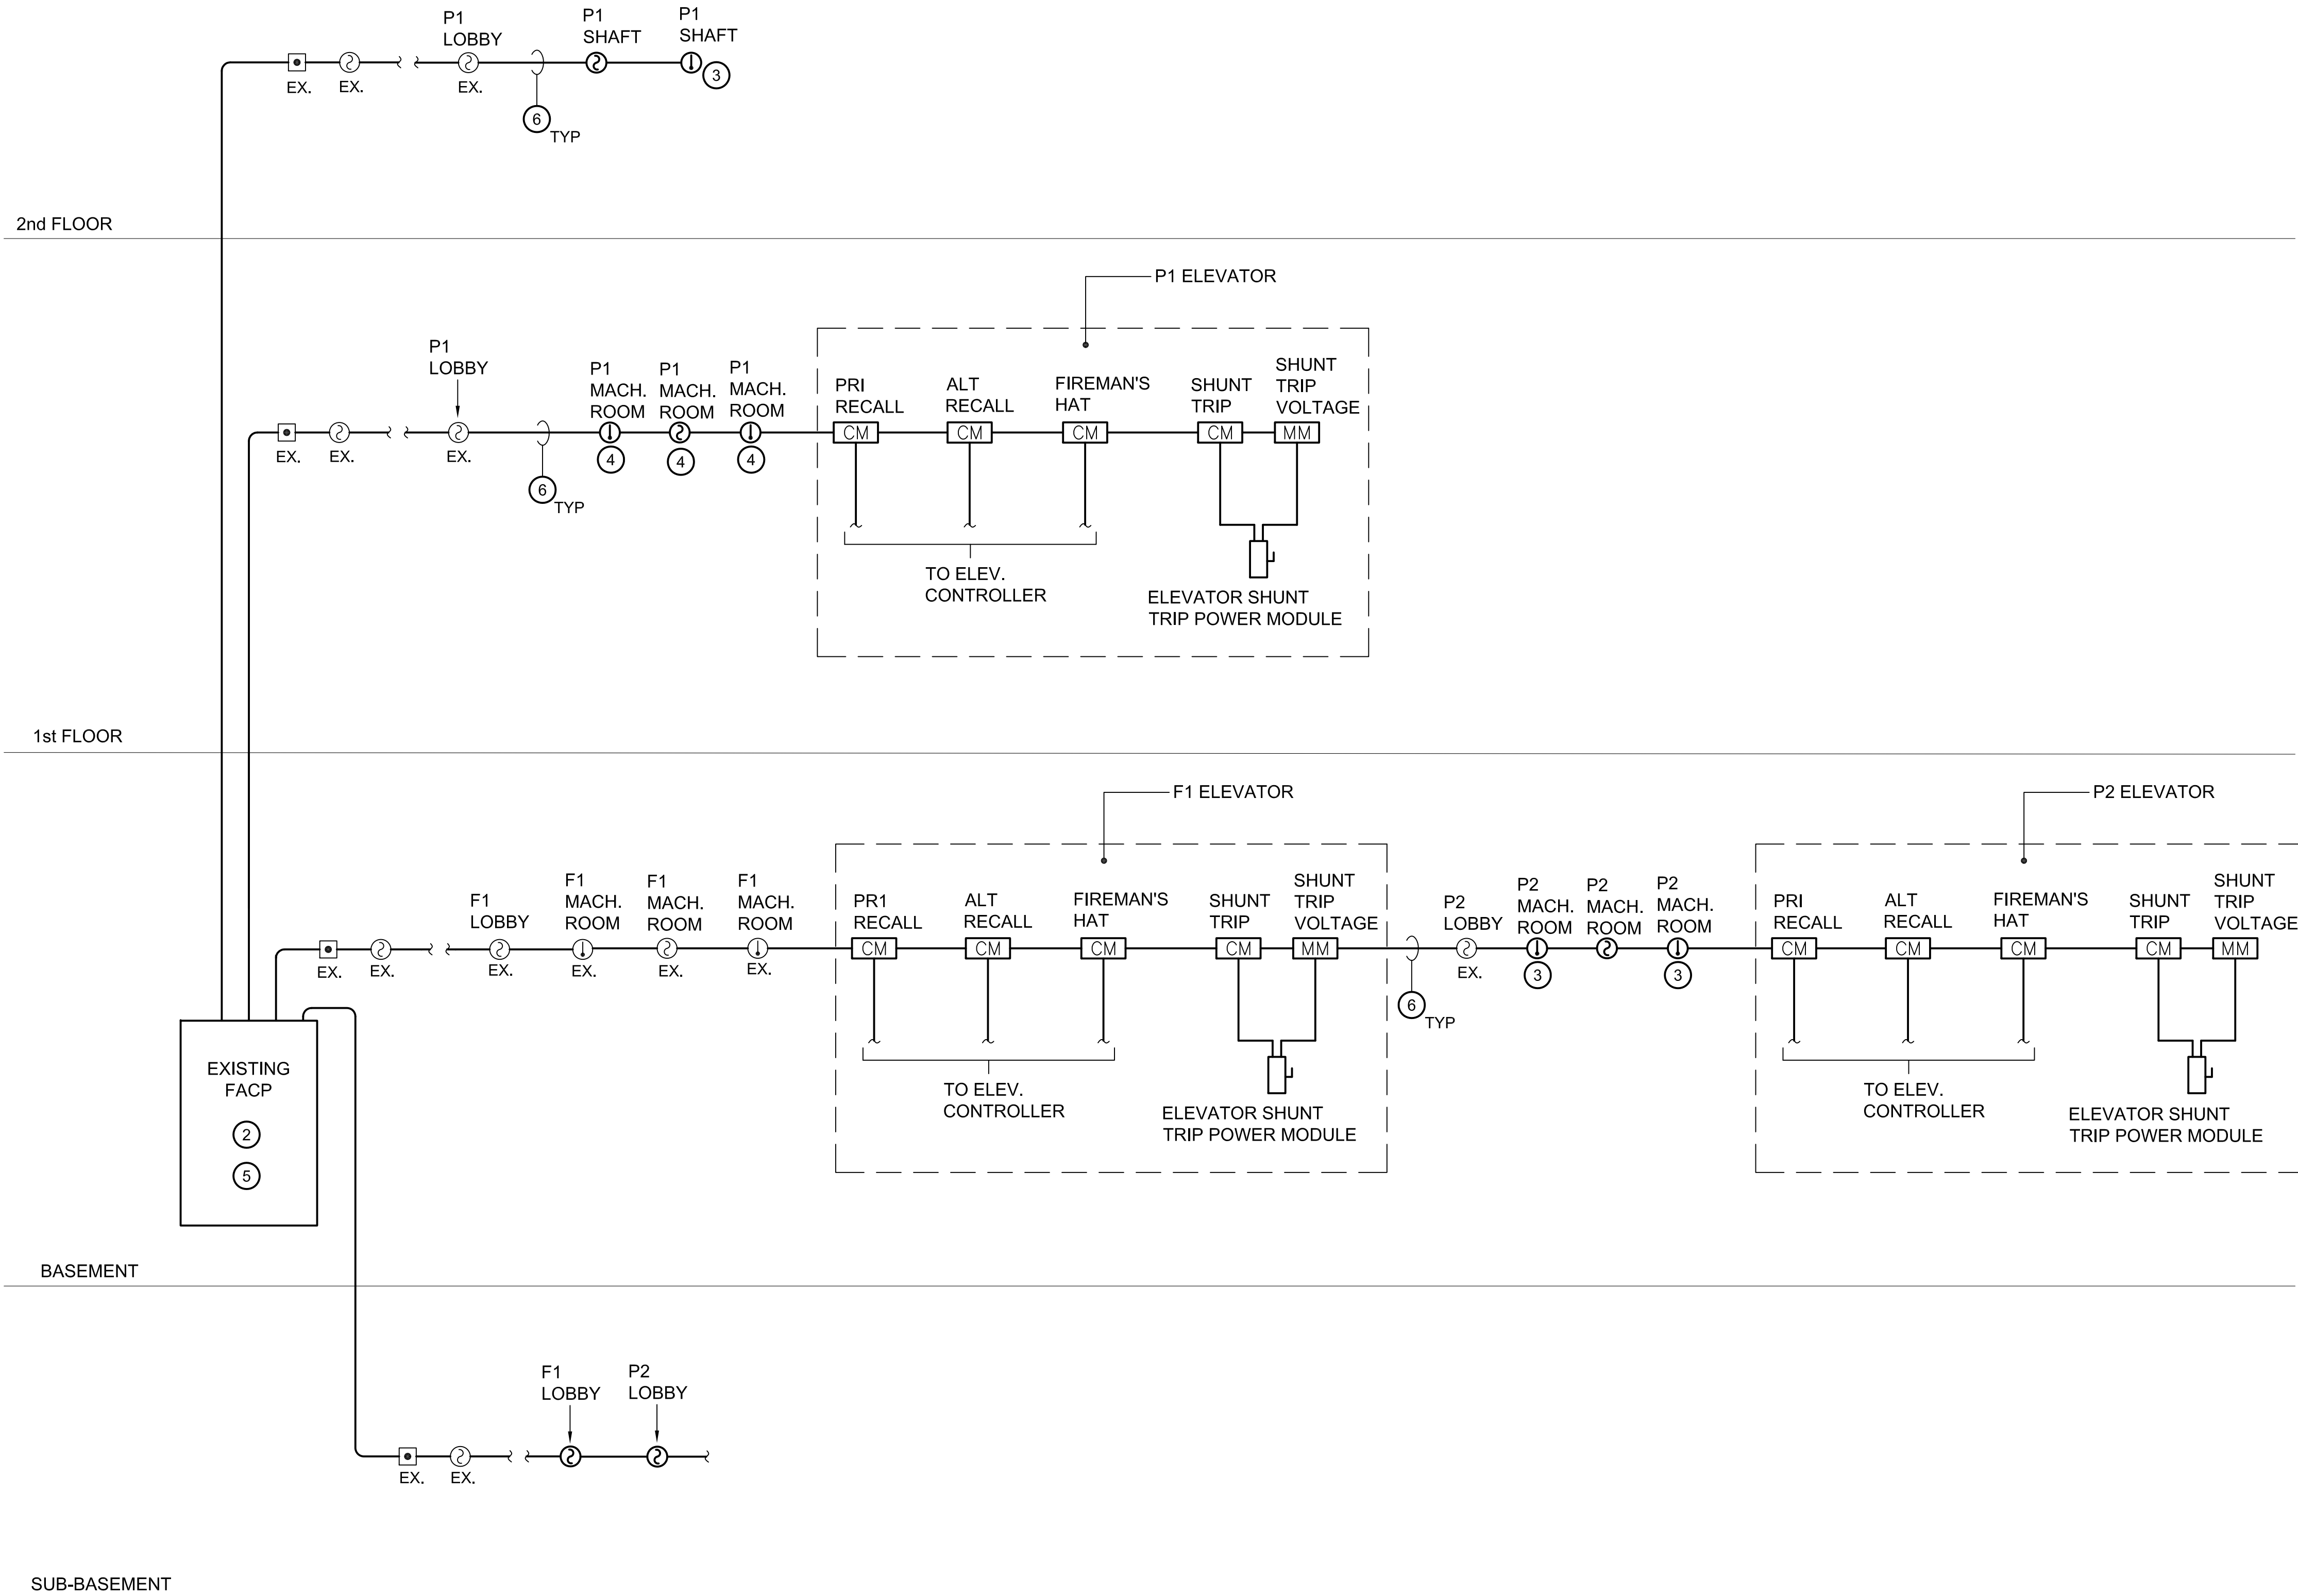 P1
LOBBY
P1
SHAFT
P1
SHAFT
EX.
EX.
EX.
3
6
TYP
2nd FLOOR
P1 ELEVATOR
P1
LOBBY
P1
MACH.
ROOM
P1
MACH.
ROOM
P1
MACH.
ROOM
PRI
RECALL
ALT
RECALL
FIREMAN'S
HAT
SHUNT
TRIP
SHUNT
TRIP
VOLTAGE
CM
CM
CM
CM
MM
EX.
EX.
EX.
4
4
4
6
TYP
TO ELEV.
CONTROLLER
ELEVATOR SHUNT
TRIP POWER MODULE
1st FLOOR
F1 ELEVATOR
P2 ELEVATOR
F1
LOBBY
F1
MACH.
ROOM
F1
MACH.
ROOM
F1
MACH.
ROOM
PR1
RECALL
ALT
RECALL
FIREMAN'S
HAT
SHUNT
TRIP
SHUNT
TRIP
VOLTAGE
P2
LOBBY
P2
MACH.
ROOM
P2
MACH.
ROOM
P2
MACH.
ROOM
PRI
RECALL
ALT
RECALL
FIREMAN'S
HAT
SHUNT
TRIP
SHUNT
TRIP
VOLTAGE
CM
CM
CM
CM
MM
CM
CM
CM
CM
MM
EX.
EX.
EX.
EX.
EX.
EX.
EX.
3
3
6
TYP
EXISTING
FACP
2
5
TO ELEV.
CONTROLLER
ELEVATOR SHUNT
TRIP POWER MODULE
TO ELEV.
CONTROLLER
ELEVATOR SHUNT
TRIP POWER MODULE
BASEMENT
F1
LOBBY
P2
LOBBY
EX.
EX.
SUB-BASEMENT